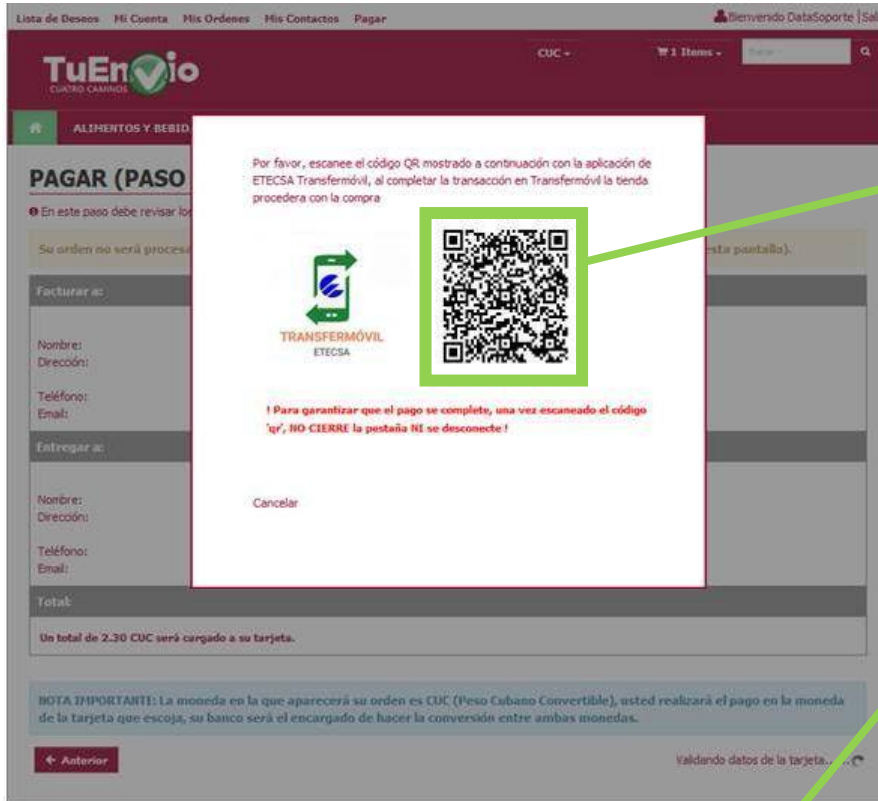 Lista de Deseos Mi Cuenta Mis Ordenes Mis Contactos Pagar
Bienvenido DataSoporte | Sal
TuEnvio
CUATRO CAMINOS
CUC
1 Items
ALIMENTOS Y BEBID
PAGAR (PASO
En este paso debe revisar los
Su orden no será procesa
esta pantalla).
Por favor, escanee el código QR mostrado a continuación con la aplicación de
ETECSA Transfermóvil, al completar la transacción en Transfermóvil la tienda
procedera con la compra
TRANSFERMÓVIL
ETECSA
! Para garantizar que el pago se complete, una vez escaneado el código
'qr', NO CIERRE la pestaña NI se desconecte !
Cancelar
Facturar a:
Nombre:
Dirección:
Teléfono:
Email:
Entregar a:
Nombre:
Dirección:
Teléfono:
Email:
Total:
Un total de 2.30 CUC será cargado a su tarjeta.
NOTA IMPORTANTE: La moneda en la que aparecerá su orden es CUC (Peso Cubano Convertible), usted realizará el pago en la moneda
de la tarjeta que escoja, su banco será el encargado de hacer la conversión entre ambas monedas.
Anterior
Validando datos de la tarjeta...